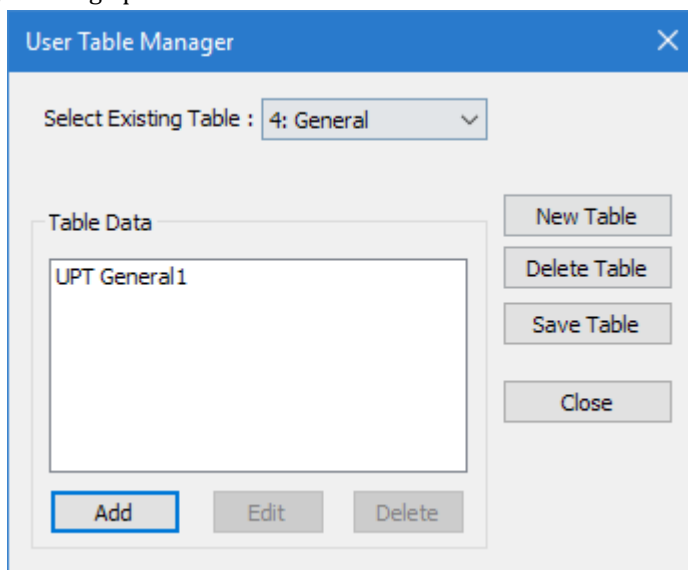 User Table Manager
Select Existing Table : 4: General
New Table
Table Data
Delete Table
UPT General1
Save Table
Close
Add Edit Delete